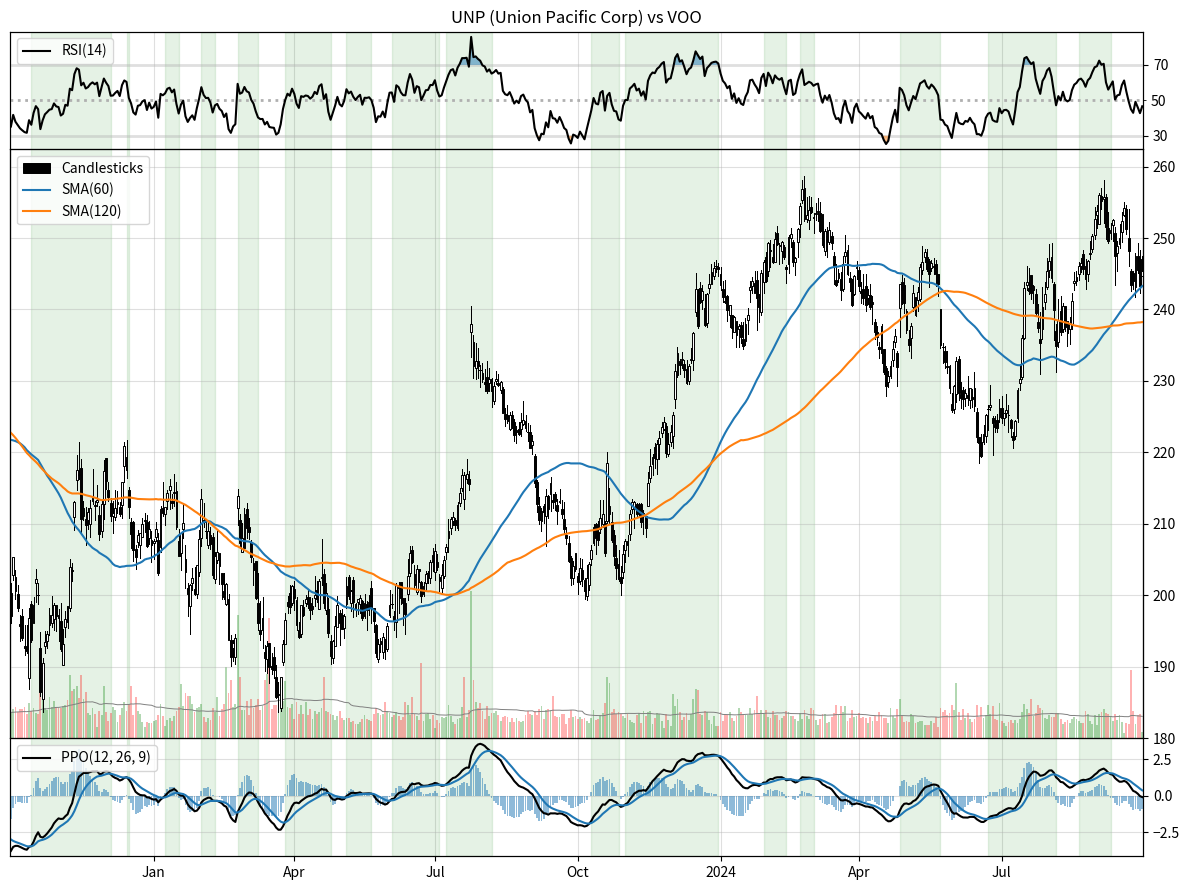 UNP (Union Pacific Corp) vs VOO
RSI(14)
70
50
30
Candlesticks
SMA(60)
SMA(120)
260
250
240
230
220
210
200
190
180
PPO(12, 26, 9)
2.5
0.0
−2.5
Jan Apr Jul Oct 2024 Apr Jul